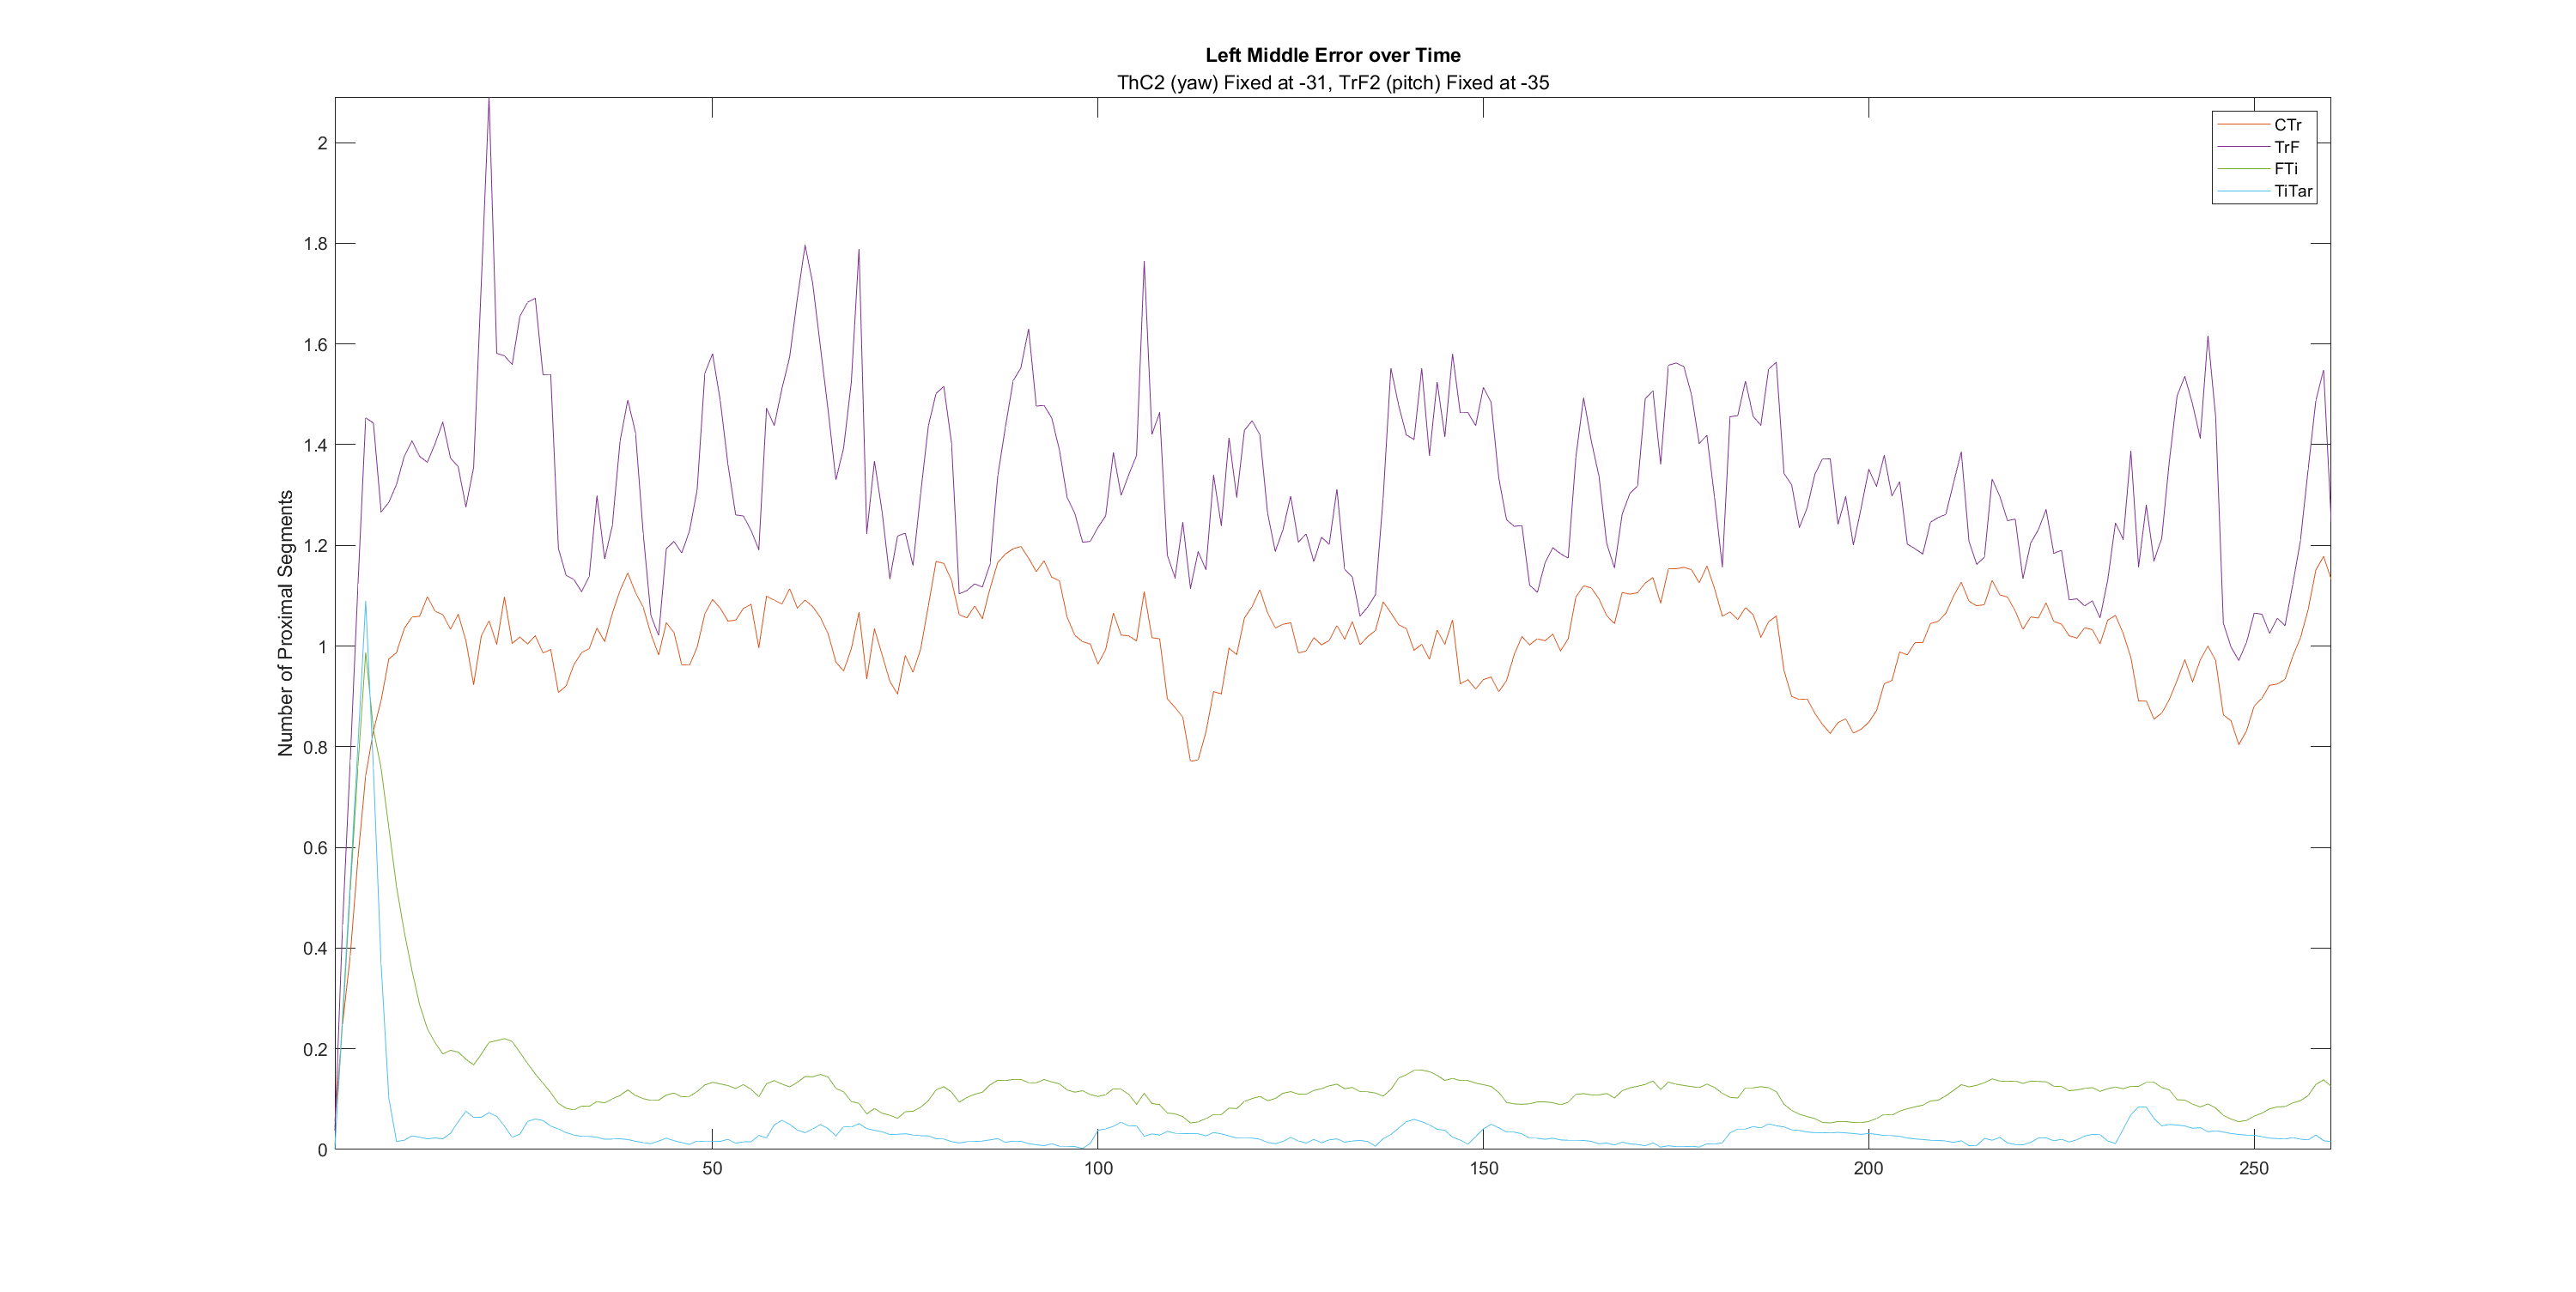 Left Middle Error over Time
ThC2 (yaw) Fixed at -31, TrF2 (pitch) Fixed at -35
CTr
TrF
FTi
TiTar
Number of Proximal Segments
2
1.8
1.6
1.4
1.2
1
0.8
0.6
0.4
0.2
0
50 100 150 200 250